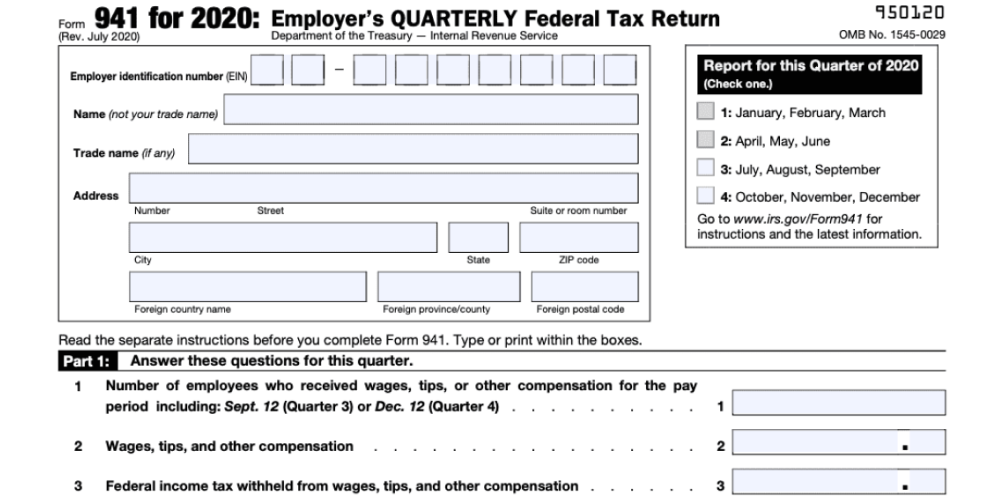 Form 941 for 2020: Employer's QUARTERLY Federal Tax Return
(Rev. July 2020) Department of the Treasury — Internal Revenue Service
950120
OMB No. 1545-0029
Employer identification number (EIN) –
Name (not your trade name)
Trade name (if any)
Address
Number Street Suite or room number
City State ZIP code
Foreign country name Foreign province/county Foreign postal code
Report for this Quarter of 2020
(Check one.)
1: January, February, March
2: April, May, June
3: July, August, September
4: October, November, December
Go to www.irs.gov/Form941 for
instructions and the latest information.
Read the separate instructions before you complete Form 941. Type or print within the boxes.
Part 1: Answer these questions for this quarter.
1 Number of employees who received wages, tips, or other compensation for the pay
period including: Sept. 12 (Quarter 3) or Dec. 12 (Quarter 4) . . . . . . . . . . 1
2 Wages, tips, and other compensation . . . . . . . . . . . . . . . . . 2 .
3 Federal income tax withheld from wages, tips, and other compensation . . . . . . 3 .